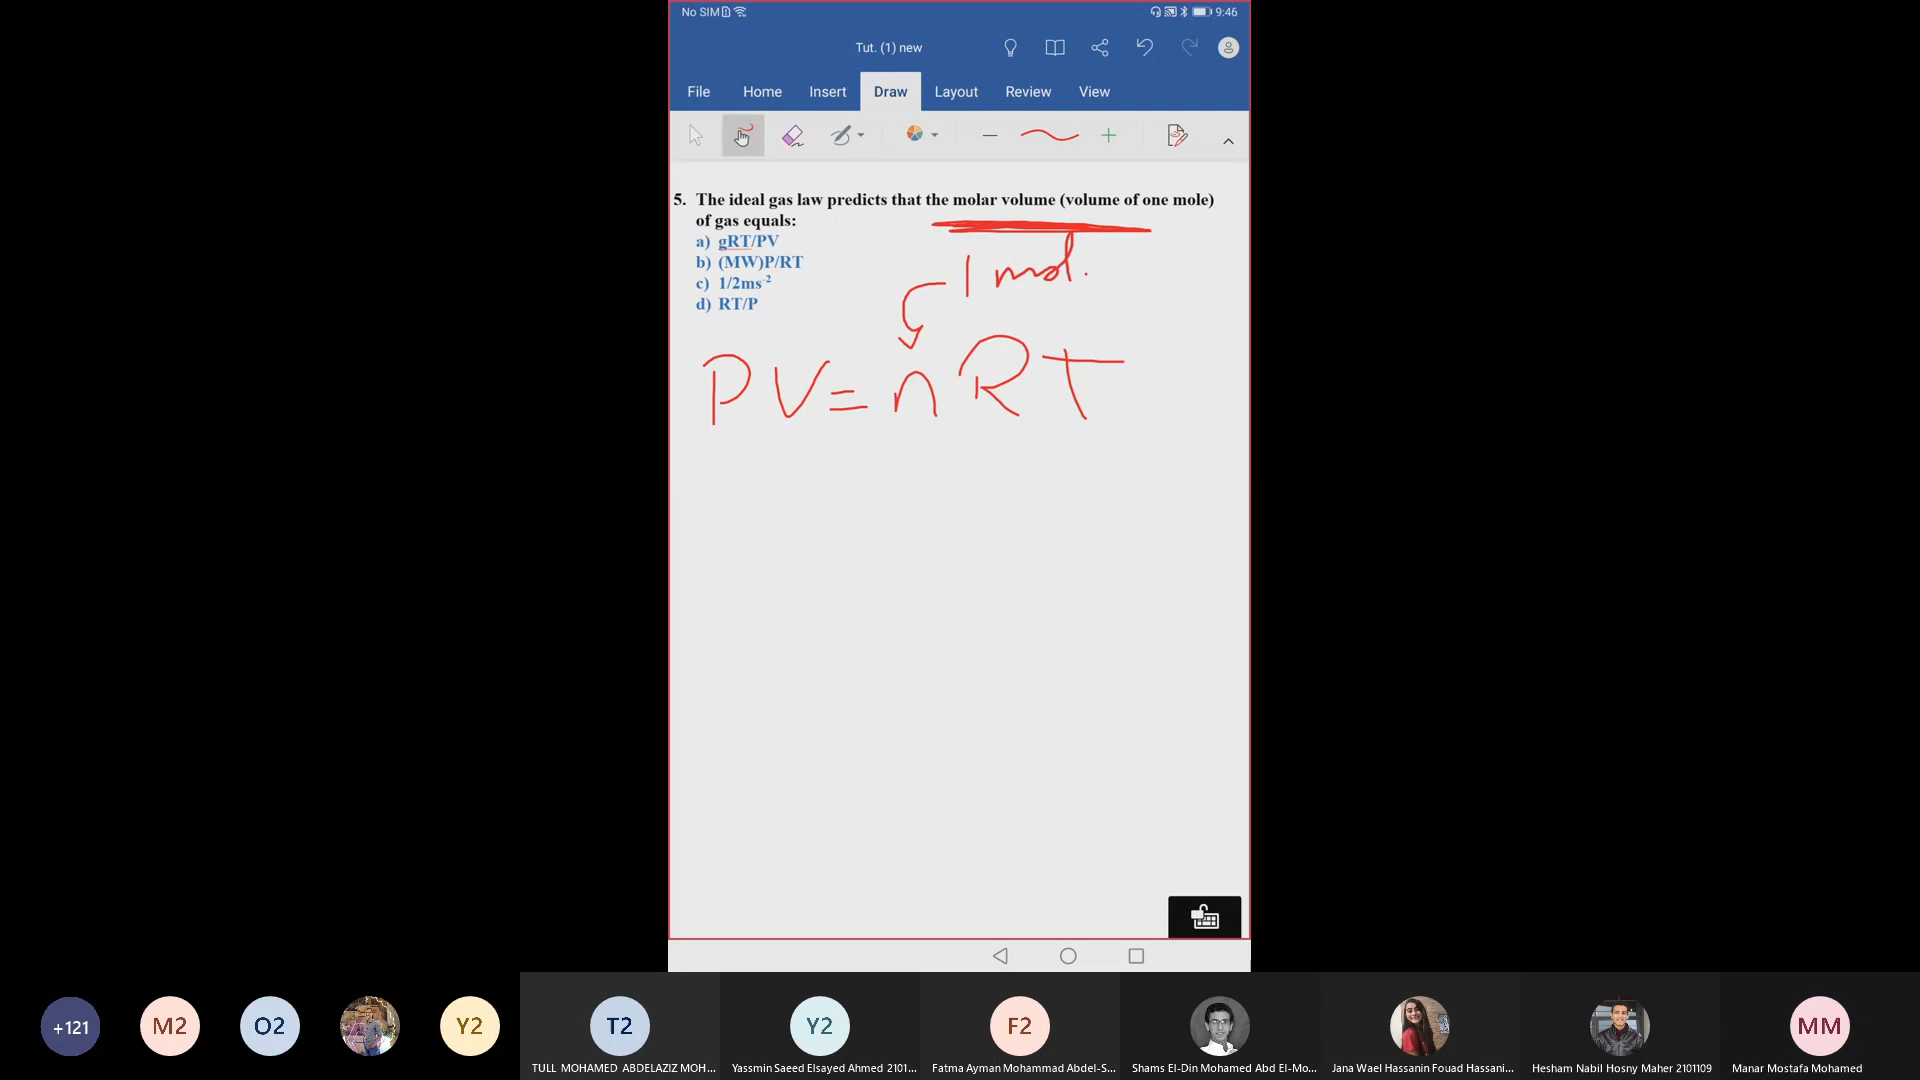 No SIM 9:46
Tut. (1) new
File Home Insert Draw Layout Review View
5. The ideal gas law predicts that the molar volume (volume of one mole)
of gas equals:
a) gRT/PV
b) (MW)P/RT
c) 1/2ms⁻²
d) RT/P
1 mol.
PV = n RT
+121 M2 O2 Y2 T2 Y2 F2 MM
TULL MOHAMED ABDELAZIZ MOH... Yassmin Saeed Elsayed Ahmed 2101... Fatma Ayman Mohammad Abdel-S... Shams El-Din Mohamed Abd El-Mo... Jana Wael Hassanin Fouad Hassani... Hesham Nabil Hosny Maher 2101109 Manar Mostafa Mohamed